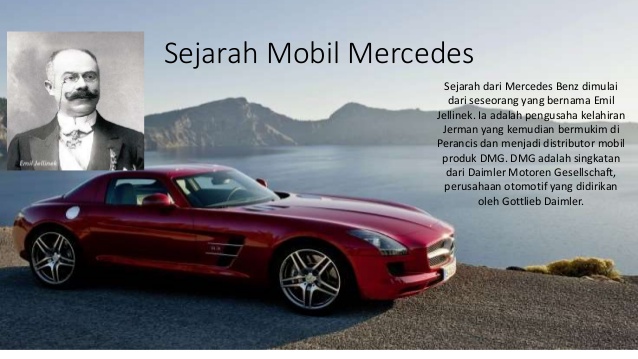 Sejarah Mobil Mercedes
Emil Jellinek
Sejarah dari Mercedes Benz dimulai
dari seseorang yang bernama Emil
Jellinek. Ia adalah pengusaha kelahiran
Jerman yang kemudian bermukim di
Perancis dan menjadi distributor mobil
produk DMG. DMG adalah singkatan
dari Daimler Motoren Gesellschaft,
perusahaan otomotif yang didirikan
oleh Gottlieb Daimler.